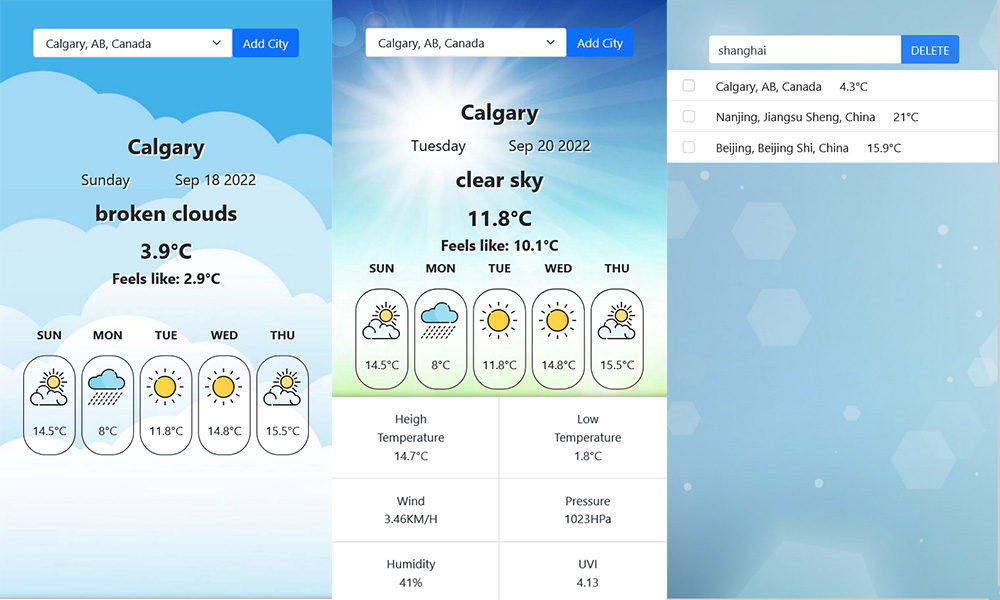 Calgary, AB, Canada Add City
Calgary
Sunday Sep 18 2022
broken clouds
3.9°C
Feels like: 2.9°C
SUN MON TUE WED THU
14.5°C 8°C 11.8°C 14.8°C 15.5°C
Calgary, AB, Canada Add City
Calgary
Tuesday Sep 20 2022
clear sky
11.8°C
Feels like: 10.1°C
SUN MON TUE WED THU
14.5°C 8°C 11.8°C 14.8°C 15.5°C
Heigh
Temperature
14.7°C
Low
Temperature
1.8°C
Wind
3.46KM/H
Pressure
1023HPa
Humidity
41%
UVI
4.13
shanghai DELETE
Calgary, AB, Canada 4.3°C
Nanjing, Jiangsu Sheng, China 21°C
Beijing, Beijing Shi, China 15.9°C